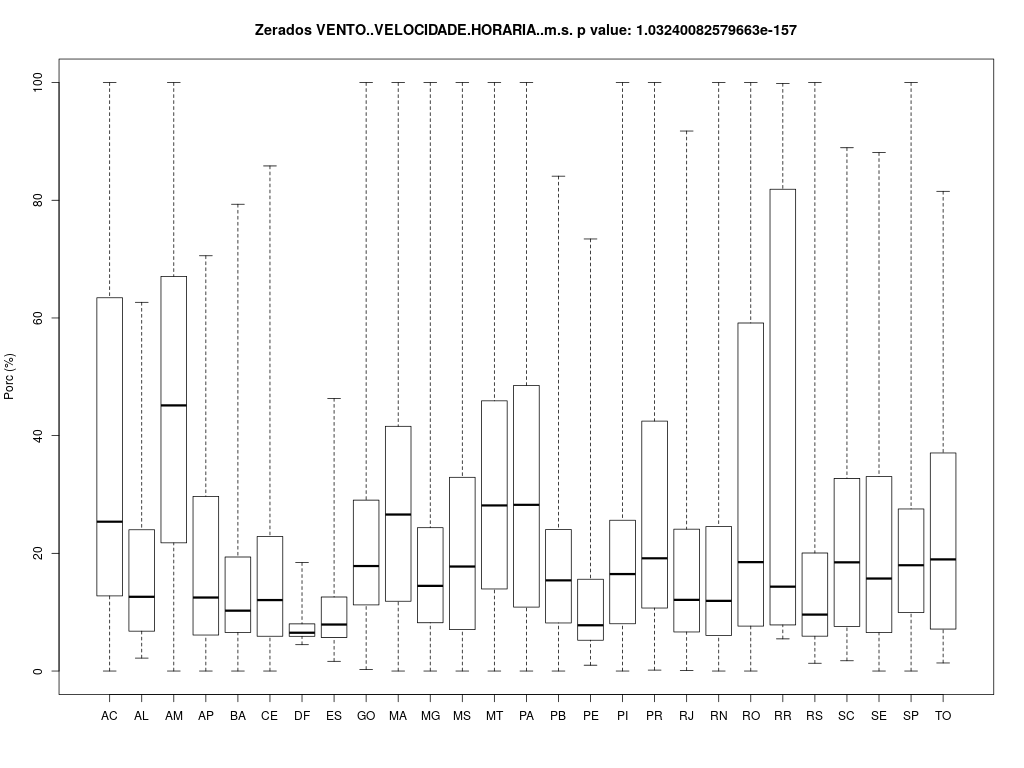 Zerados VENTO..VELOCIDADE.HORARIA..m.s. p value: 1.03240082579663e-157
Porc (%)
100
80
60
40
20
0
AC AL AM AP BA CE DF ES GO MA MG MS MT PA PB PE PI PR RJ RN RO RR RS SC SE SP TO